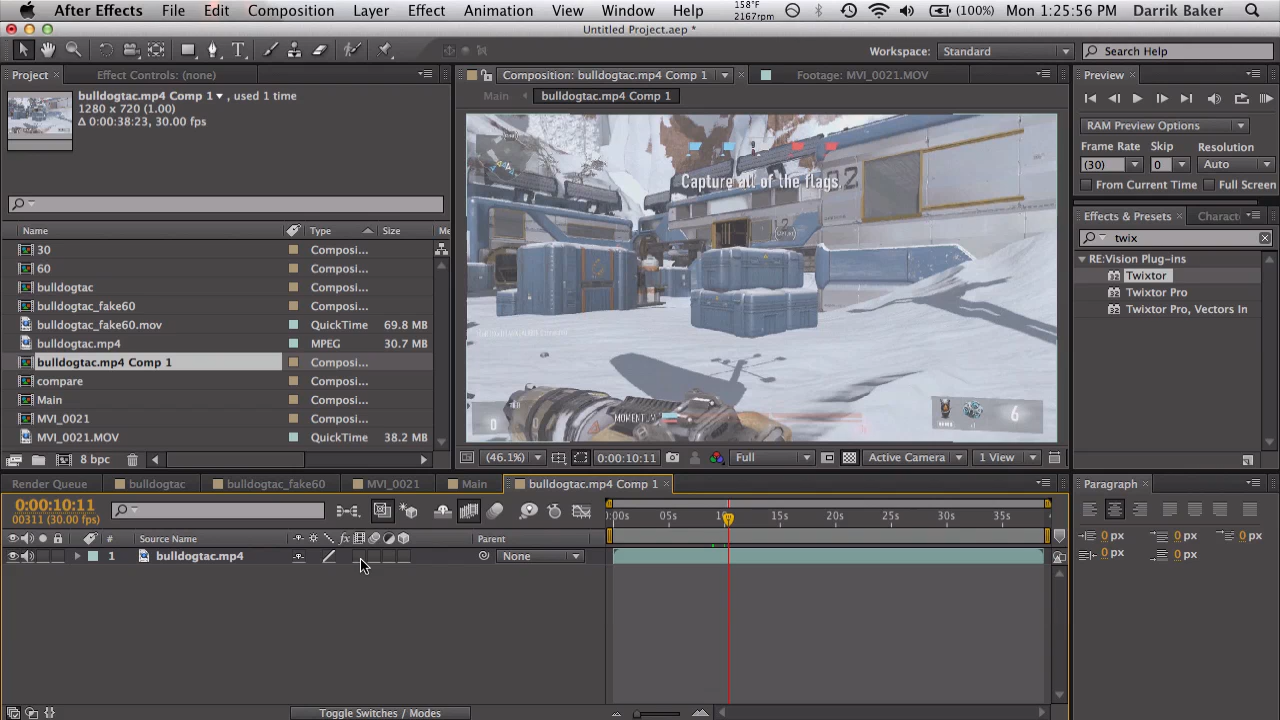 After Effects File Edit Composition Layer Effect Animation View Window Help 158°F 2167rpm (100%) Mon 1:25:56 PM Darrik Baker
Untitled Project.aep *
Workspace: Standard Search Help
Project Effect Controls: (none)
Composition: bulldogtac.mp4 Comp 1 Footage: MVI_0021.MOV
Preview
Main bulldogtac.mp4 Comp 1
bulldogtac.mp4 Comp 1 , used 1 time
1280 x 720 (1.00)
Δ 0:00:38:23, 30.00 fps
RAM Preview Options
Frame Rate Skip Resolution
(30) 0 Auto
From Current Time Full Screen
Effects & Presets Charact
twix
RE:Vision Plug-ins
Twixtor
Twixtor Pro
Twixtor Pro, Vectors In
Name Type Size Me
30 Composi...
60 Composi...
bulldogtac Composi...
bulldogtac_fake60 Composi...
bulldogtac_fake60.mov QuickTime 69.8 MB
bulldogtac.mp4 MPEG 30.7 MB
bulldogtac.mp4 Comp 1 Composi...
compare Composi...
Main Composi...
MVI_0021 Composi...
MVI_0021.MOV QuickTime 38.2 MB
8 bpc
Capture all of the flags.
02
MOMENTUM
0
6
(46.1%) 0:00:10:11 Full Active Camera 1 View
Render Queue bulldogtac bulldogtac_fake60 MVI_0021 Main bulldogtac.mp4 Comp 1
Paragraph
0:00:10:11
00311 (30.00 fps)
:00s 05s 10s 15s 20s 25s 30s 35s
# Source Name Parent
1 bulldogtac.mp4 None
0 px 0 px 0 px
0 px 0 px
Toggle Switches / Modes